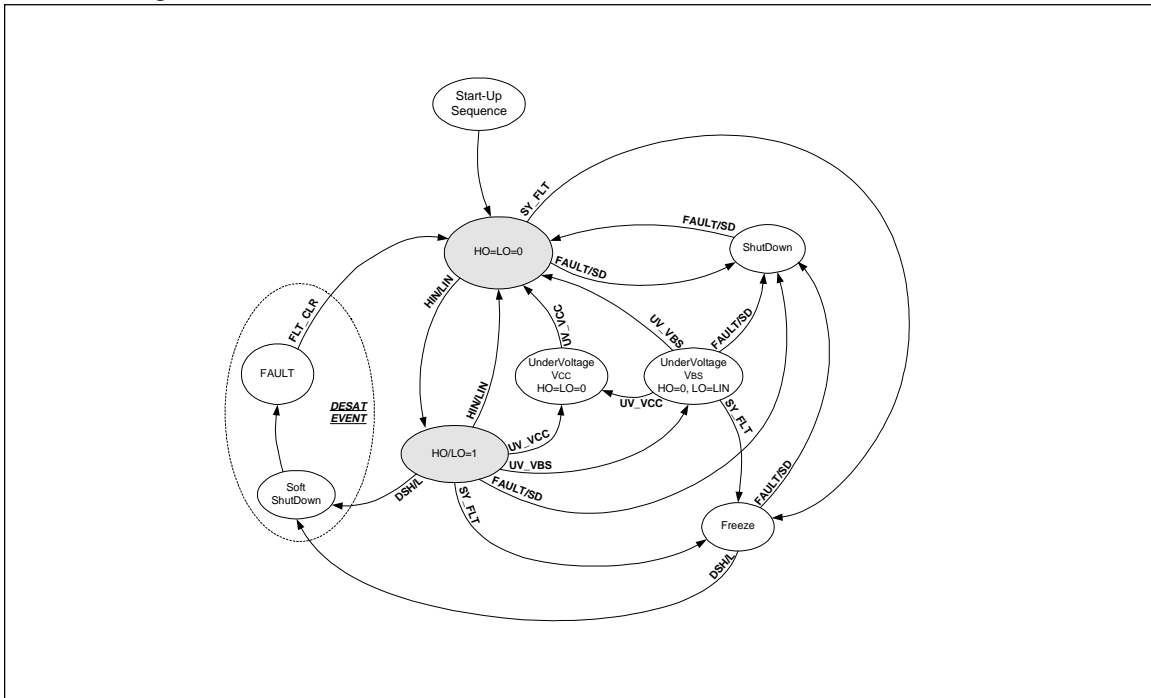 Start-Up
Sequence
SY_FLT
FAULT/SD
HO=LO=0
ShutDown
FAULT/SD
HIN/LIN
FLT_CLR
UV_VCC
UV_VBS
FAULT/SD
UnderVoltage
VCC
HO=LO=0
UnderVoltage
VBS
HO=0, LO=LIN
FAULT
DESAT
EVENT
HIN/LIN
UV_VCC
SY_FLT
UV_VCC
HO/LO=1
UV_VBS
FAULT/SD
FAULT/SD
Soft
ShutDown
DSH/L
SY_FLT
Freeze
DSH/L